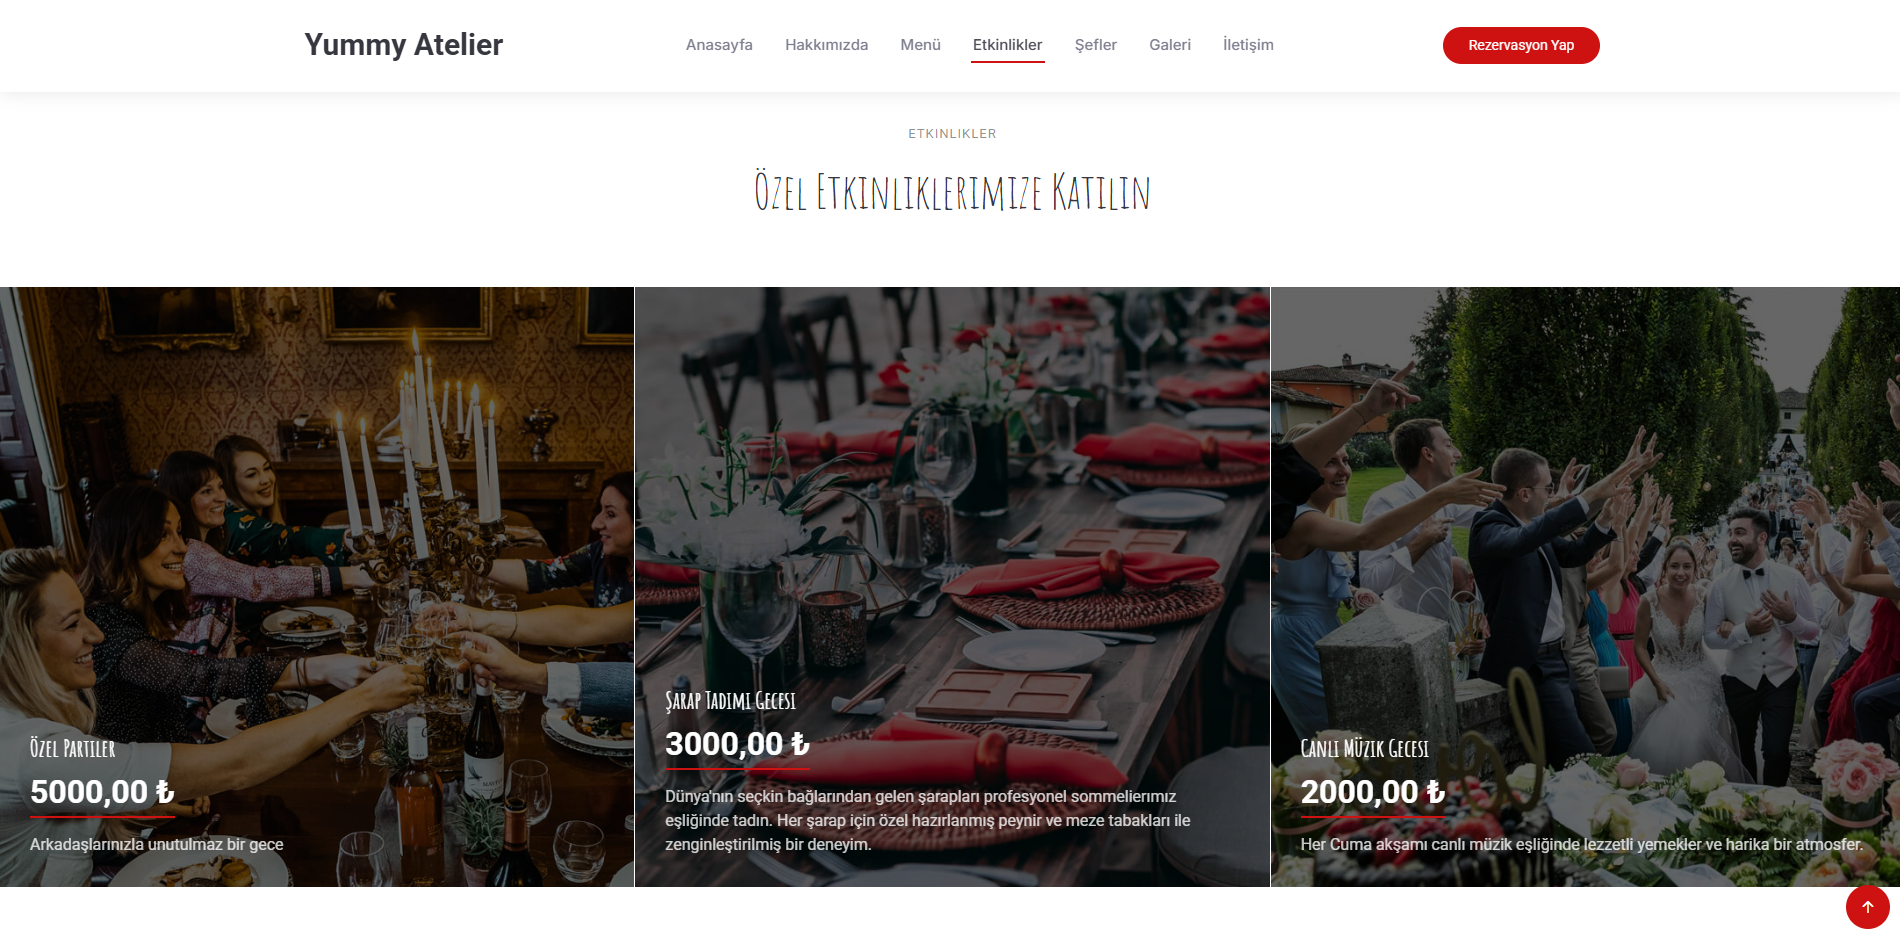 Yummy Atelier
Anasayfa
Hakkımızda
Menü
Etkinlikler
Şefler
Galeri
İletişim
Rezervasyon Yap
ETKINLIKLER
ÖZEL ETKINLIKLERIMIZE KATILIN
ÖZEL PARTILER
5000,00 ₺
Arkadaşlarınızla unutulmaz bir gece
ŞARAP TADIMI GECESI
3000,00 ₺
Dünya'nın seçkin bağlarından gelen şarapları profesyonel sommelierımız
eşliğinde tadın. Her şarap için özel hazırlanmış peynir ve meze tabakları ile
zenginleştirilmiş bir deneyim.
CANLI MÜZIK GECESI
2000,00 ₺
Her Cuma akşamı canlı müzik eşliğinde lezzetli yemekler ve harika bir atmosfer.